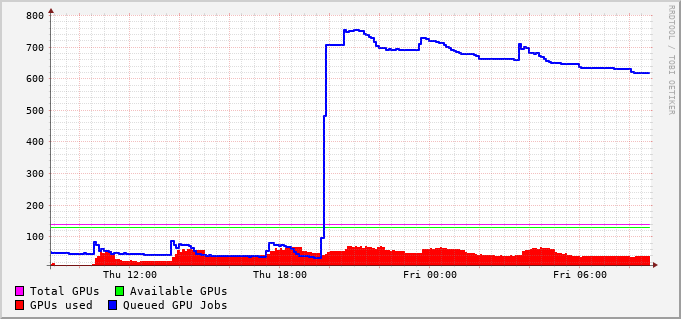 800
700
600
500
400
300
200
100
Thu 12:00 Thu 18:00 Fri 00:00 Fri 06:00
Total GPUs Available GPUs
GPUs used Queued GPU Jobs
RRDTOOL / TOBI OETIKER